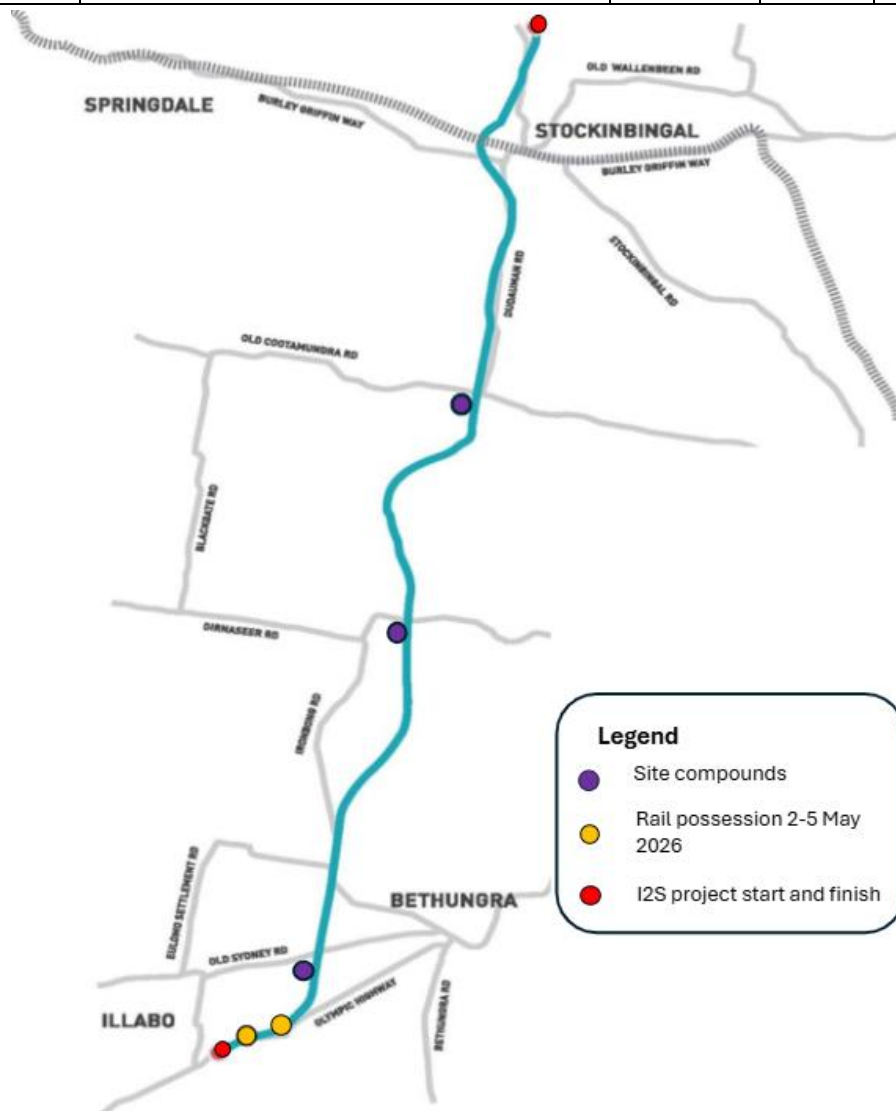 OLD WALLENBEEN RD
SPRINGDALE
BURLEY GRIFFIN WAY
STOCKINBINGAL
BURLEY GRIFFIN WAY
STOCKINBINGAL RD
DUDAUMAN RD
OLD COOTAMUNDRA RD
BLACKGATE RD
DIRNASEER RD
IRONBONG RD
Legend
Site compounds
Rail possession 2-5 May
2026
I2S project start and finish
EULOMO SETTLEMENT RD
BETHUNGRA
OLD SYDNEY RD
OLYMPIC HIGHWAY
BETHUNGRA RD
ILLABO